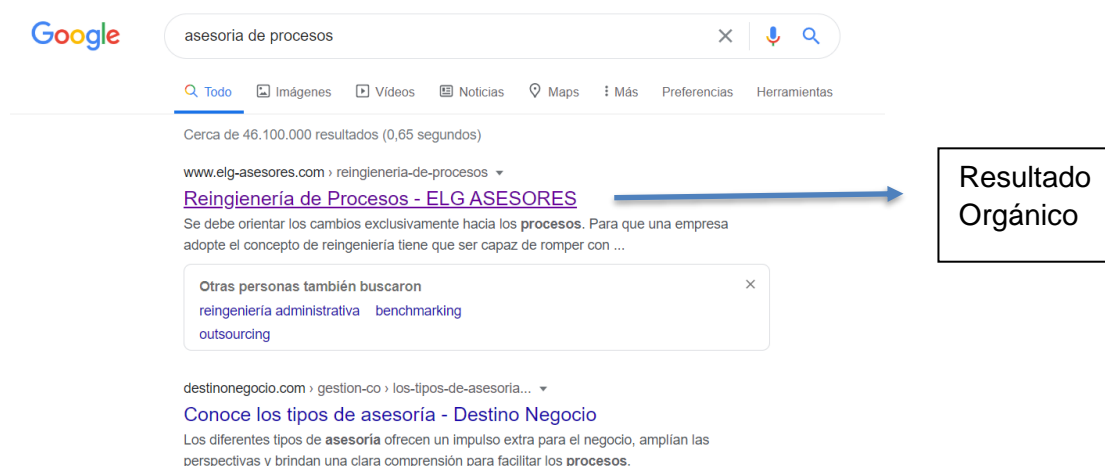 Google
asesoria de procesos
Todo Imágenes Vídeos Noticias Maps Más Preferencias Herramientas
Cerca de 46.100.000 resultados (0,65 segundos)
www.elg-asesores.com › reingieneria-de-procesos
Reingienería de Procesos - ELG ASESORES
Se debe orientar los cambios exclusivamente hacia los procesos. Para que una empresa
adopte el concepto de reingeniería tiene que ser capaz de romper con ...
Resultado
Orgánico
Otras personas también buscaron
reingeniería administrativa benchmarking
outsourcing
destinonegocio.com › gestion-co › los-tipos-de-asesoria...
Conoce los tipos de asesoría - Destino Negocio
Los diferentes tipos de asesoría ofrecen un impulso extra para el negocio, amplían las
perspectivas y brindan una clara comprensión para facilitar los procesos.